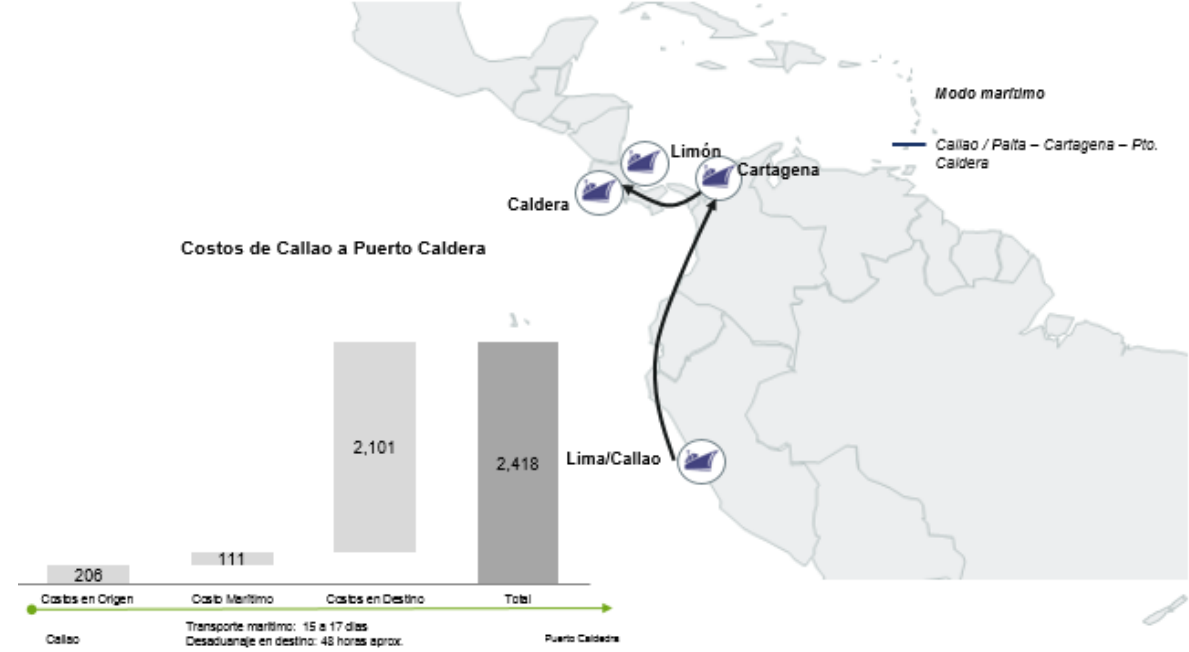 Modo marítimo
Callao / Paita – Cartagena – Pto.
Caldera
Limón
Cartagena
Caldera
Costos de Callao a Puerto Caldera
2,101
2,418
Lima/Callao
111
206
Costos en Origen
Costo Marítimo
Costos en Destino
Total
Callao
Transporte marítimo: 15 a 17 dias
Desaduanaje en destino: 48 horas aprox.
Puerto Caldedra